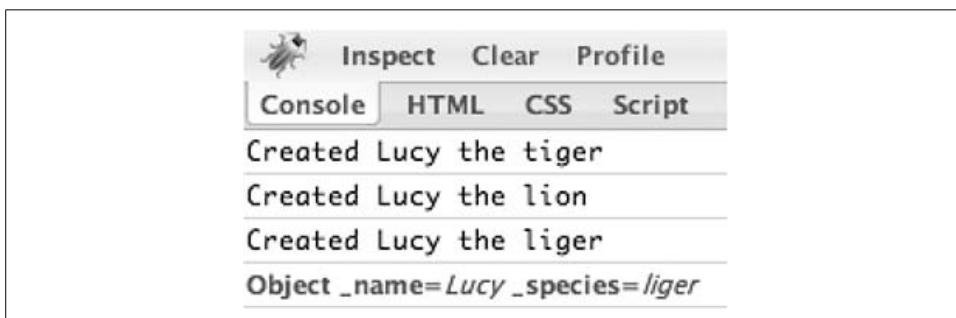 Inspect Clear Profile
Console HTML CSS Script
Created Lucy the tiger
Created Lucy the lion
Created Lucy the liger
Object _name=Lucy _species=liger